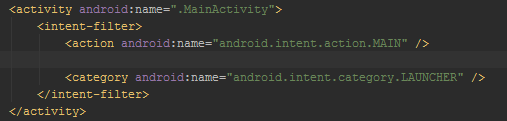 <activity android:name=".MainActivity">
<intent-filter>
<action android:name="android.intent.action.MAIN" />
<category android:name="android.intent.category.LAUNCHER" />
</intent-filter>
</activity>